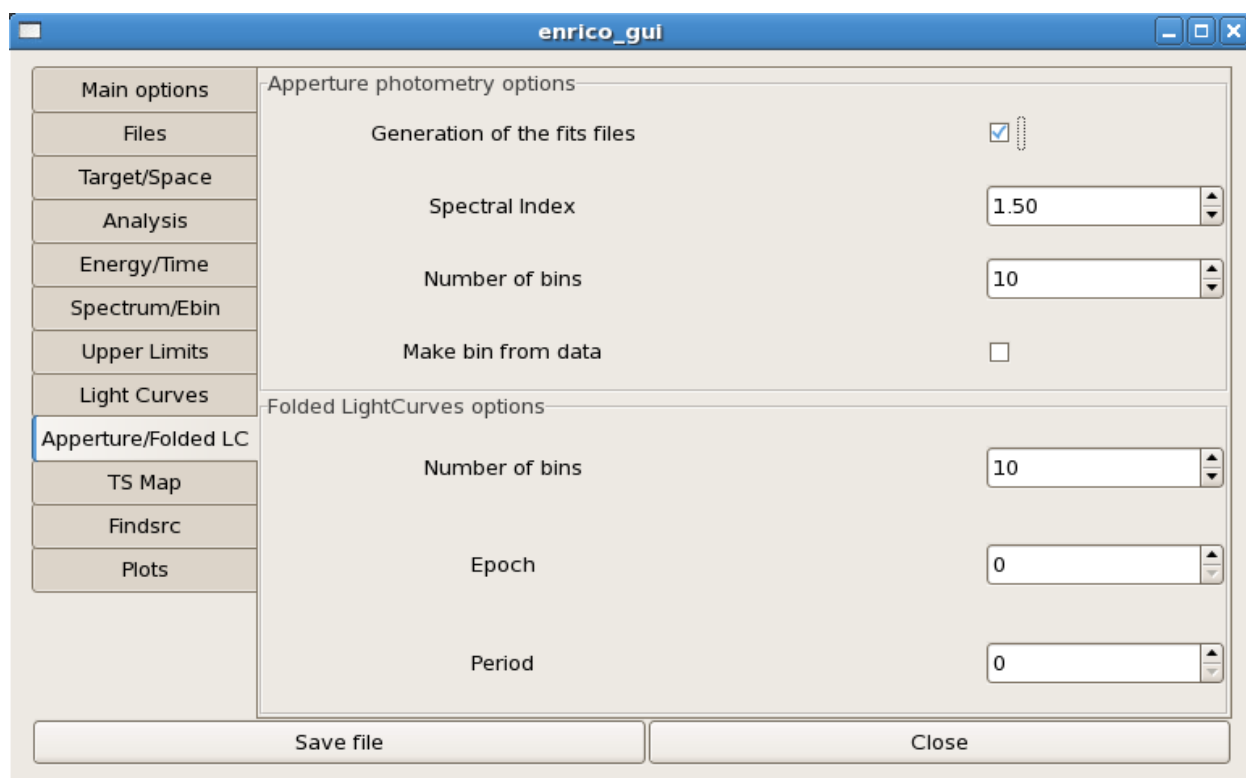 enrico_gui
Main options
Files
Target/Space
Analysis
Energy/Time
Spectrum/Ebin
Upper Limits
Light Curves
Apperture/Folded LC
TS Map
Findsrc
Plots
Apperture photometry options
Generation of the fits files
Spectral Index 1.50
Number of bins 10
Make bin from data
Folded LightCurves options
Number of bins 10
Epoch 0
Period 0
Save file Close